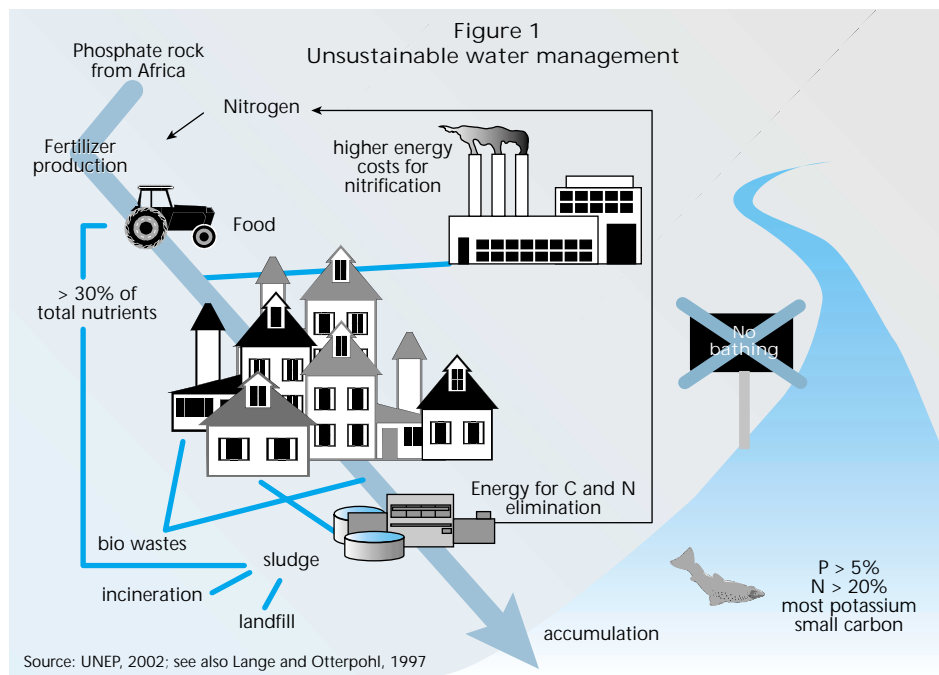 Figure 1
Unsustainable water management
Phosphate rock
from Africa
Nitrogen
Fertilizer
production
higher energy
costs for
nitrification
Food
> 30% of
total nutrients
No
bathing
Energy for C and N
elimination
bio wastes
sludge
incineration
landfill
P > 5%
N > 20%
most potassium
small carbon
accumulation
Source: UNEP, 2002; see also Lange and Otterpohl, 1997